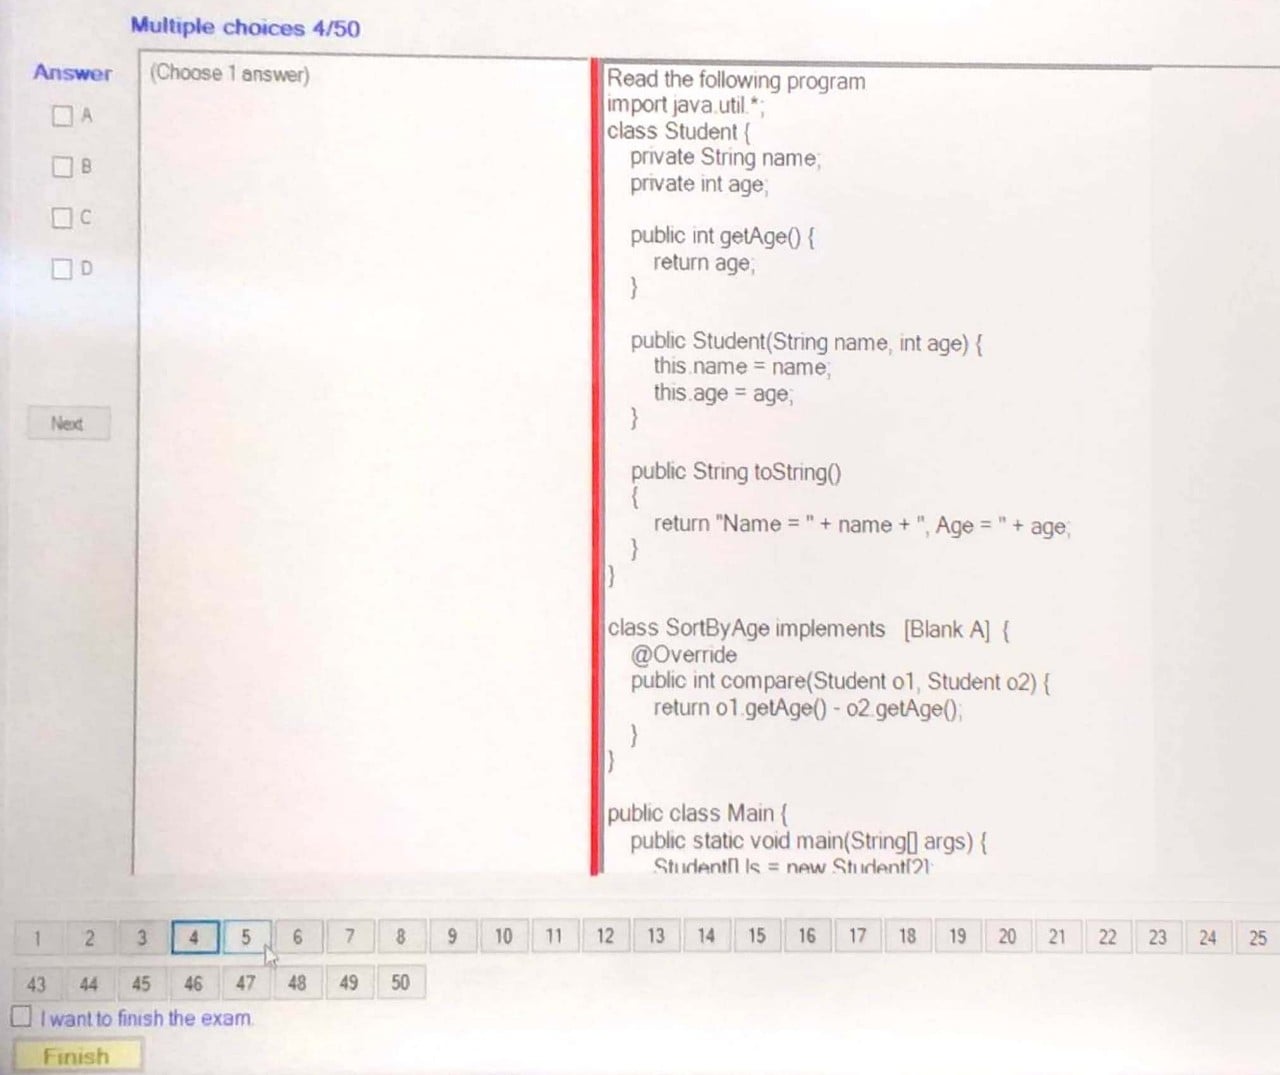 Multiple choices 4/50
Answer
(Choose 1 answer)
A
B
C
D
Next
Read the following program
import java.util.*;
class Student {
private String name;
private int age;
public int getAge() {
return age;
}
public Student(String name, int age) {
this.name = name;
this.age = age;
}
public String toString()
{
return "Name = " + name + ", Age = " + age;
}
}
class SortByAge implements [Blank A] {
@Override
public int compare(Student o1, Student o2) {
return o1.getAge() - o2.getAge();
}
}
public class Main {
public static void main(String[] args) {
Student[] ls = new Student[2];
1 2 3 4 5 6 7 8 9 10 11 12 13 14 15 16 17 18 19 20 21 22 23 24 25
43 44 45 46 47 48 49 50
I want to finish the exam.
Finish